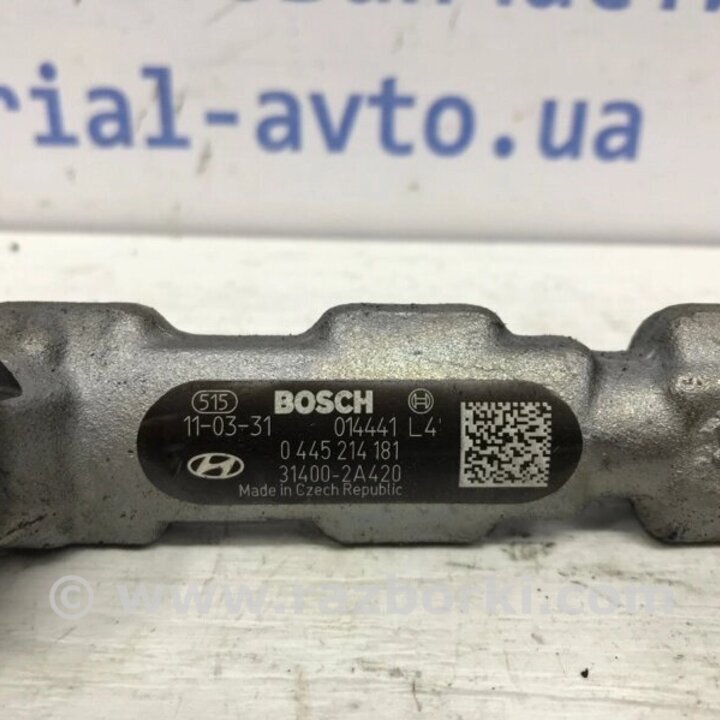 rial-avto.ua
515 BOSCH
11-03-31 014441 L4
0 445 214 181
31400-2A420
Made in Czech Republic
© www.razborki.com